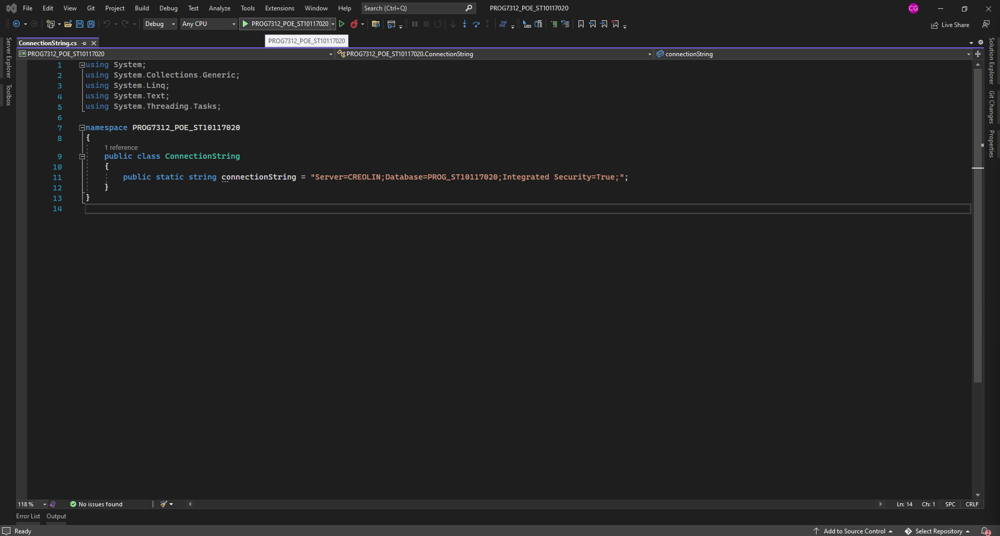 File Edit View Git Project Build Debug Test Analyze Tools Extensions Window Help Search (Ctrl+Q) PROG7312_POE_ST10117020 CG
Debug Any CPU PROG7312_POE_ST10117020 Live Share
PROG7312_POE_ST10117020
ConnectionString.cs
Server Explorer
Toolbox
Solution Explorer
Git Changes
Properties
C# PROG7312_POE_ST10117020 PROG7312_POE_ST10117020.ConnectionString connectionString
1 using System;
2 using System.Collections.Generic;
3 using System.Linq;
4 using System.Text;
5 using System.Threading.Tasks;
6
7 namespace PROG7312_POE_ST10117020
8 {
1 reference
9 public class ConnectionString
10 {
11 public static string connectionString = "Server=CREOLIN;Database=PROG_ST10117020;Integrated Security=True;";
12 }
13 }
14
118 % No issues found Ln: 14 Ch: 1 SPC CRLF
Error List Output
Ready Add to Source Control Select Repository 2